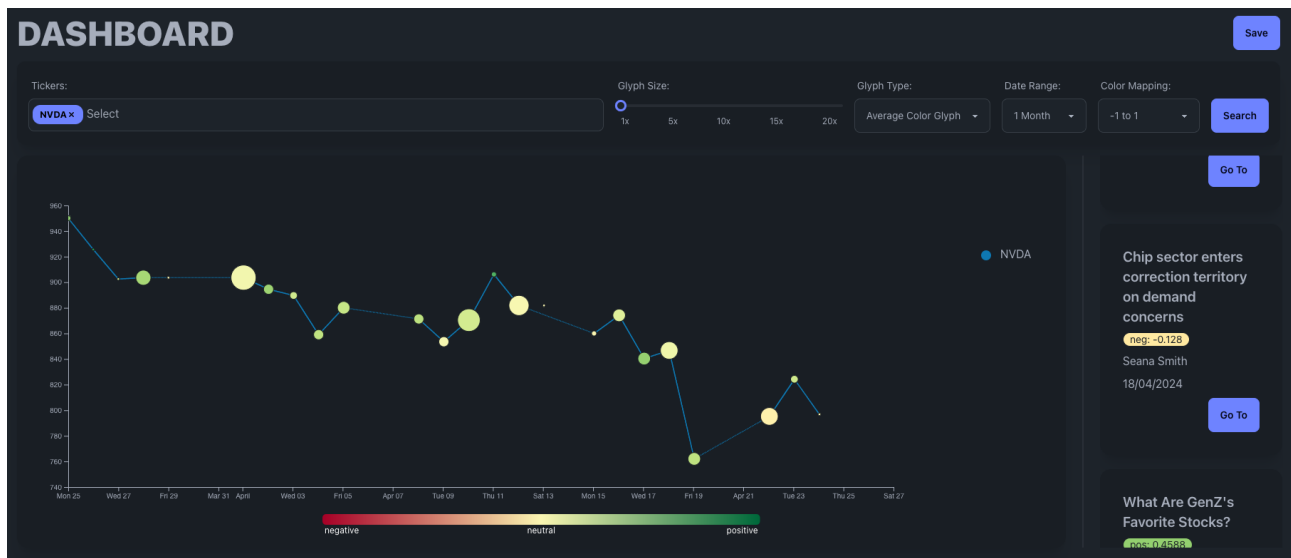 DASHBOARD
Save
Tickers:
NVDA ×
Select
Glyph Size:
1x 5x 10x 15x 20x
Glyph Type:
Average Color Glyph
Date Range:
1 Month
Color Mapping:
-1 to 1
Search
960
940
920
900
880
860
840
820
800
780
760
740
Mon 25 Wed 27 Fri 29 Mar 31 April Wed 03 Fri 05 Apr 07 Tue 09 Thu 11 Sat 13 Mon 15 Wed 17 Fri 19 Apr 21 Tue 23 Thu 25 Sat 27
NVDA
negative neutral positive
Go To
Chip sector enters
correction territory
on demand
concerns
neg: -0.128
Seana Smith
18/04/2024
Go To
What Are GenZ's
Favorite Stocks?
pos: 0.4588